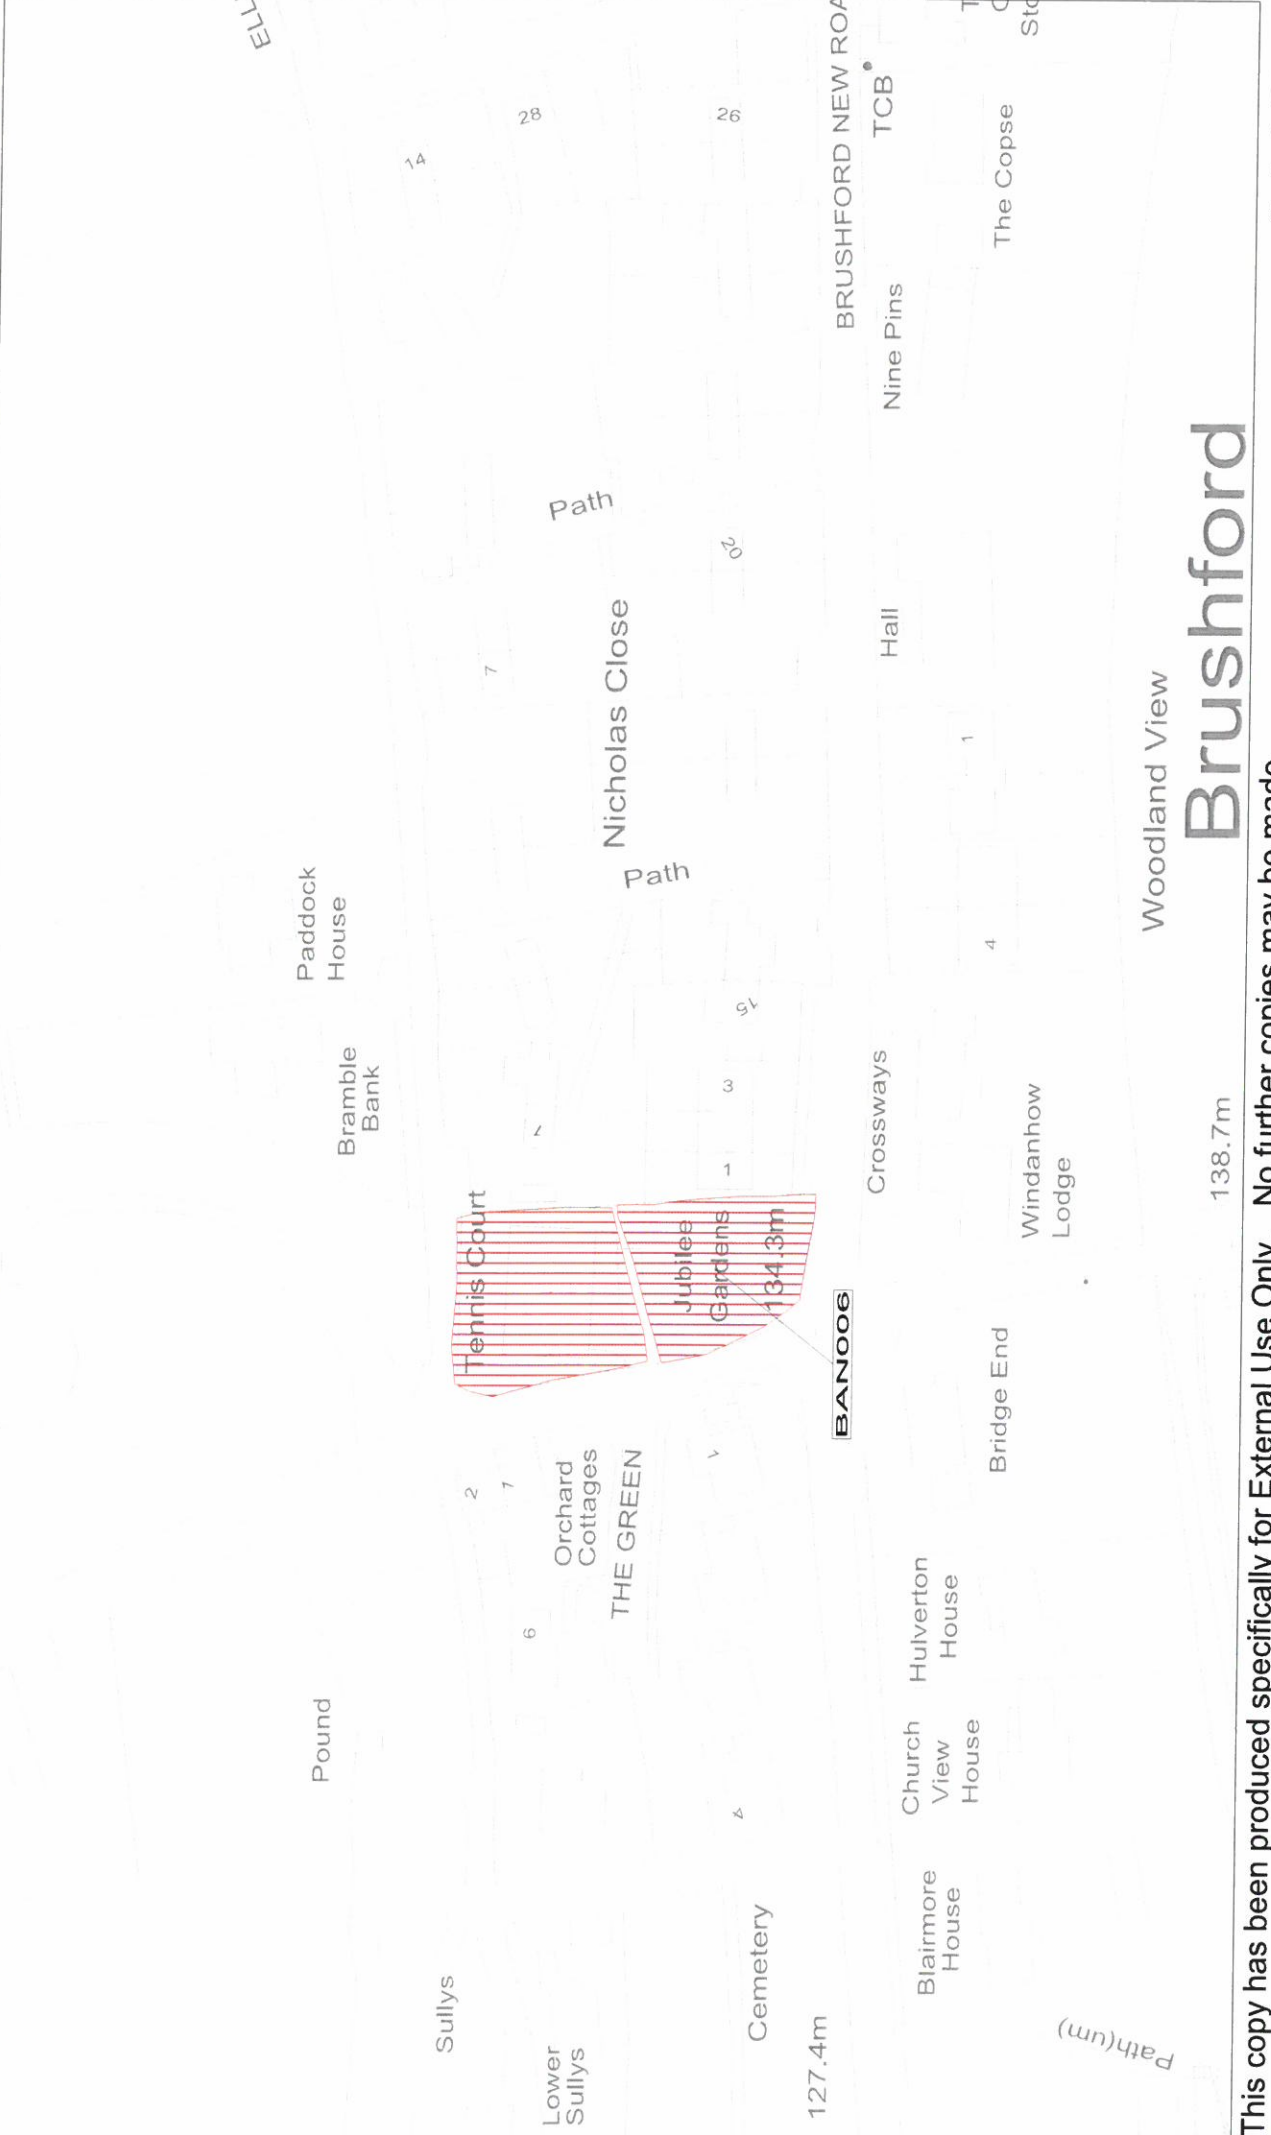 ELL
14
28
26
BRUSHFORD NEW ROA
TCB
The Copse
Nine Pins
Path
20
7
Nicholas Close
Hall
1
Woodland View
Brushford
Path
Paddock
House
4
15
Bramble
Bank
3
1
1
Crossways
Windanhow
Lodge
138.7m
Tennis Court
Jubilee
Gardens
134.3m
BAN006
Bridge End
2
1
Orchard
Cottages
THE GREEN
1
6
Hulverton
House
Pound
4
Church
View
House
Blairmore
House
Sullys
Lower
Sullys
Cemetery
127.4m
Path(um)
This copy has been produced specifically for External Use Only No further copies may be made